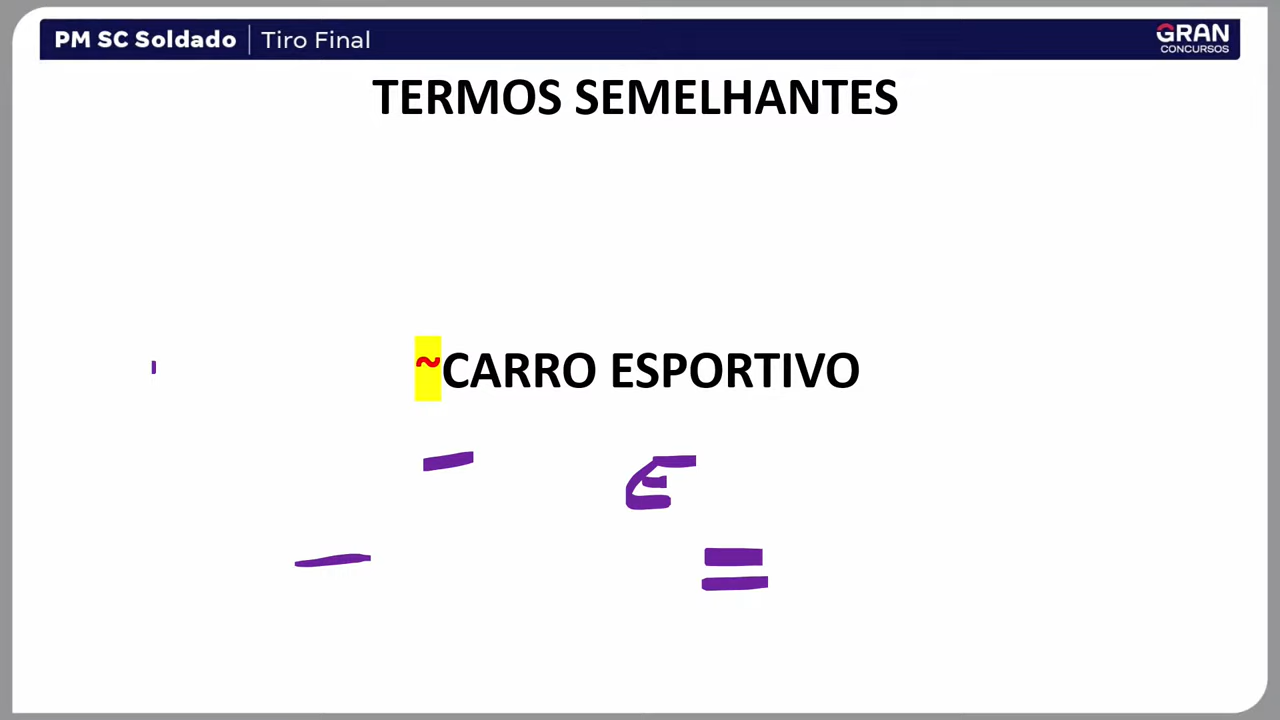 PM SC Soldado | Tiro Final
GRAN
CONCURSOS
TERMOS SEMELHANTES
~CARRO ESPORTIVO
E
=